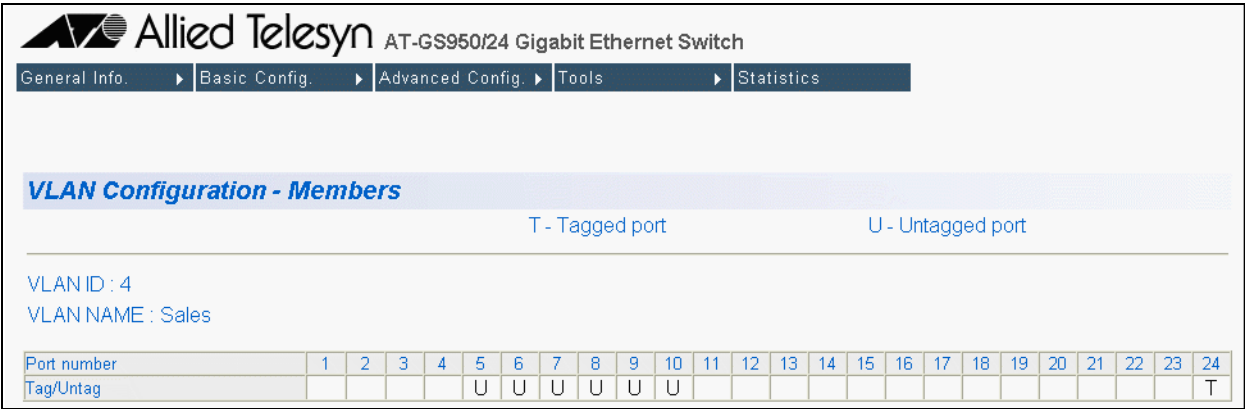 Allied Telesyn AT-GS950/24 Gigabit Ethernet Switch
General Info. Basic Config. Advanced Config. Tools Statistics
VLAN Configuration - Members
T - Tagged port U - Untagged port
VLAN ID : 4
VLAN NAME : Sales
Port number 1 2 3 4 5 6 7 8 9 10 11 12 13 14 15 16 17 18 19 20 21 22 23 24
Tag/Untag U U U U U U T